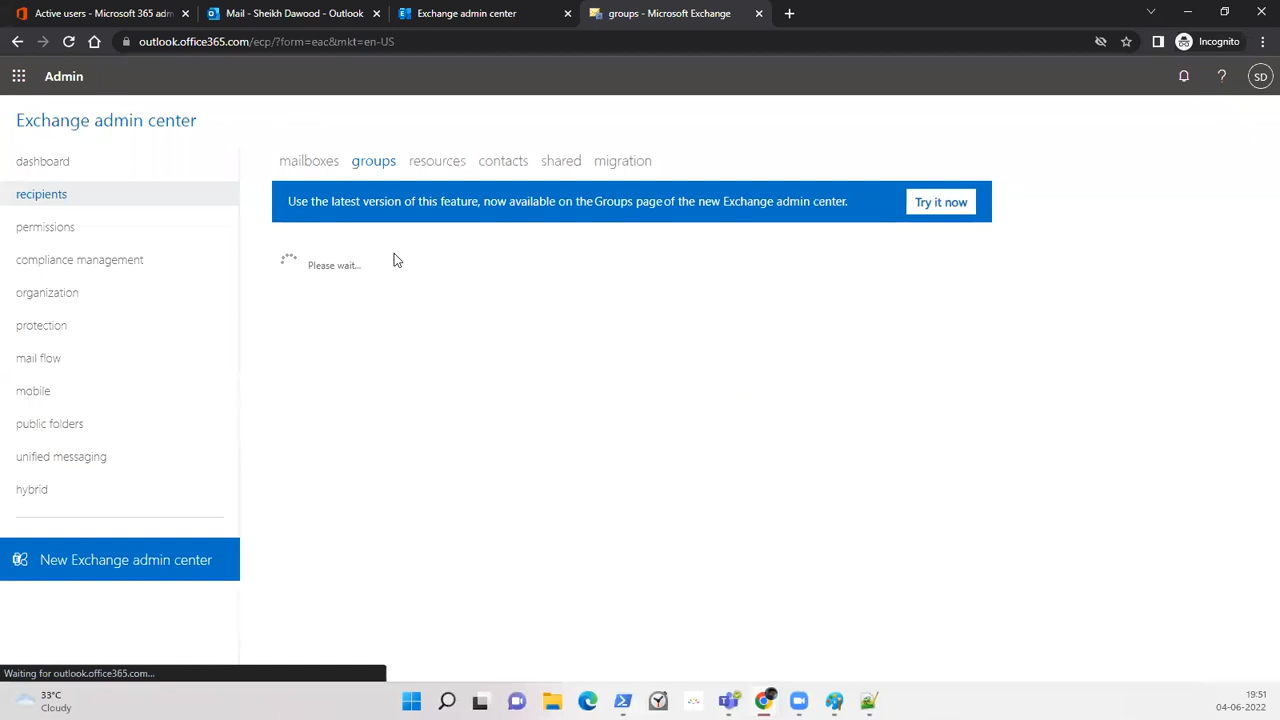 Active users - Microsoft 365 adm
Mail - Sheikh Dawood - Outlook
Exchange admin center
groups - Microsoft Exchange
outlook.office365.com/ecp/?form=eac&mkt=en-US
Incognito
Admin
SD
Exchange admin center
dashboard
recipients
permissions
compliance management
organization
protection
mail flow
mobile
public folders
unified messaging
hybrid
New Exchange admin center
mailboxes groups resources contacts shared migration
Use the latest version of this feature, now available on the Groups page of the new Exchange admin center.
Try it now
Please wait...
Waiting for outlook.office365.com...
33°C
Cloudy
19:51
04-06-2022